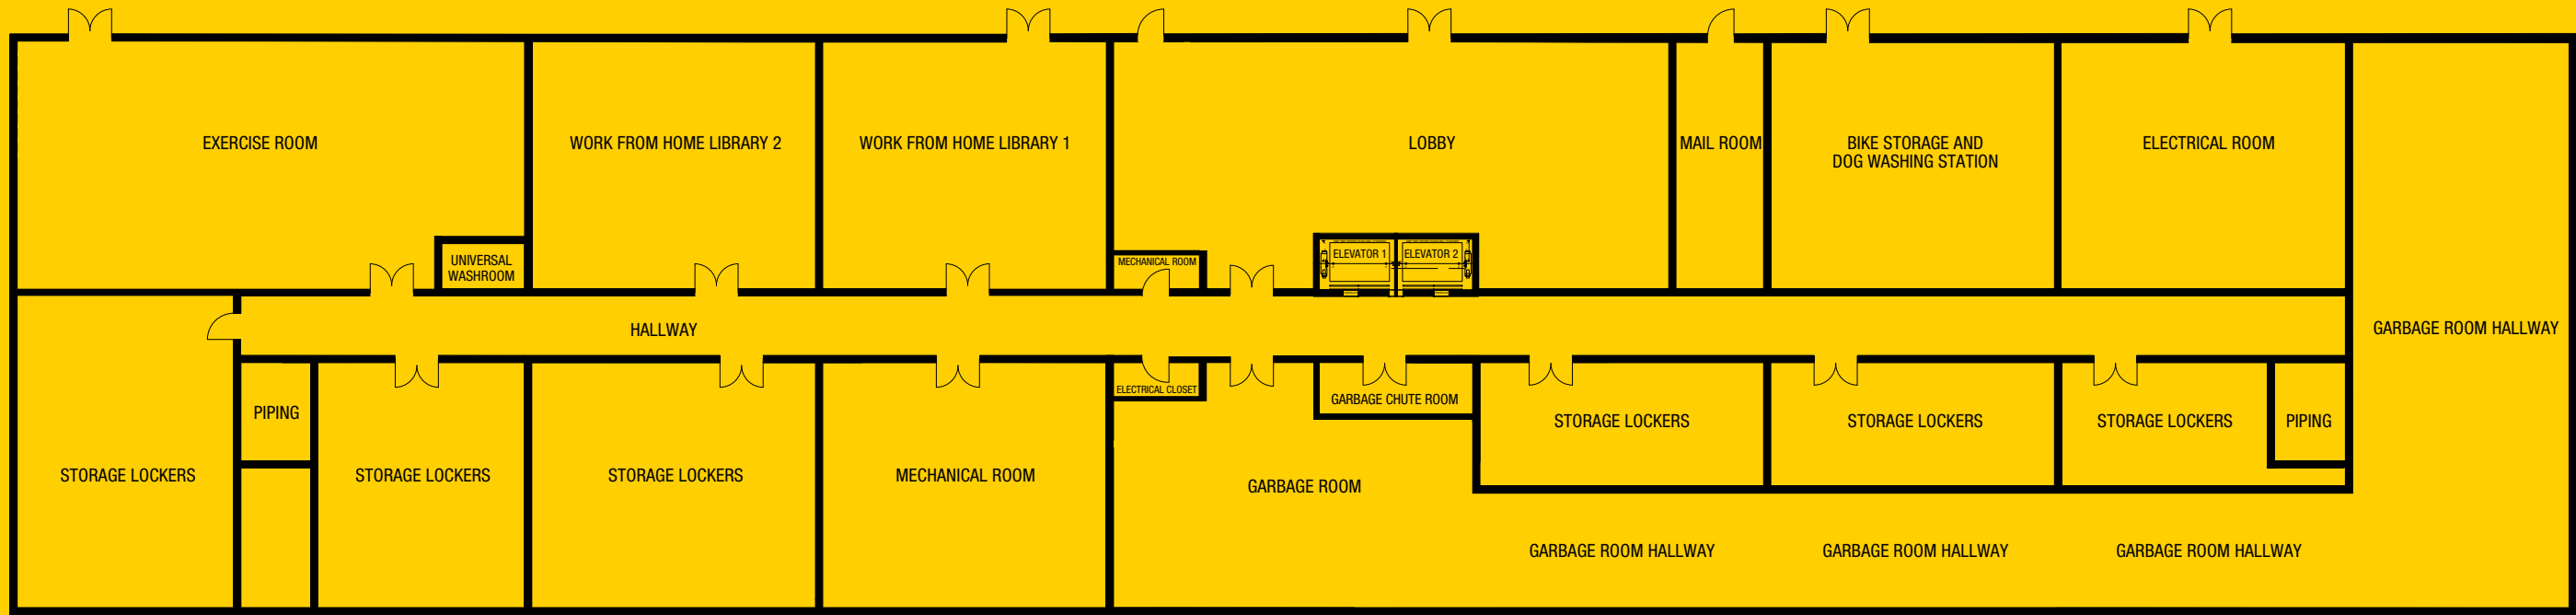 EXERCISE ROOM
WORK FROM HOME LIBRARY 2
WORK FROM HOME LIBRARY 1
LOBBY
MAIL ROOM
BIKE STORAGE AND
DOG WASHING STATION
ELECTRICAL ROOM
UNIVERSAL
WASHROOM
MECHANICAL ROOM
ELEVATOR 1
ELEVATOR 2
HALLWAY
GARBAGE ROOM HALLWAY
PIPING
ELECTRICAL CLOSET
GARBAGE CHUTE ROOM
STORAGE LOCKERS
STORAGE LOCKERS
STORAGE LOCKERS
PIPING
STORAGE LOCKERS
STORAGE LOCKERS
STORAGE LOCKERS
MECHANICAL ROOM
GARBAGE ROOM
GARBAGE ROOM HALLWAY
GARBAGE ROOM HALLWAY
GARBAGE ROOM HALLWAY